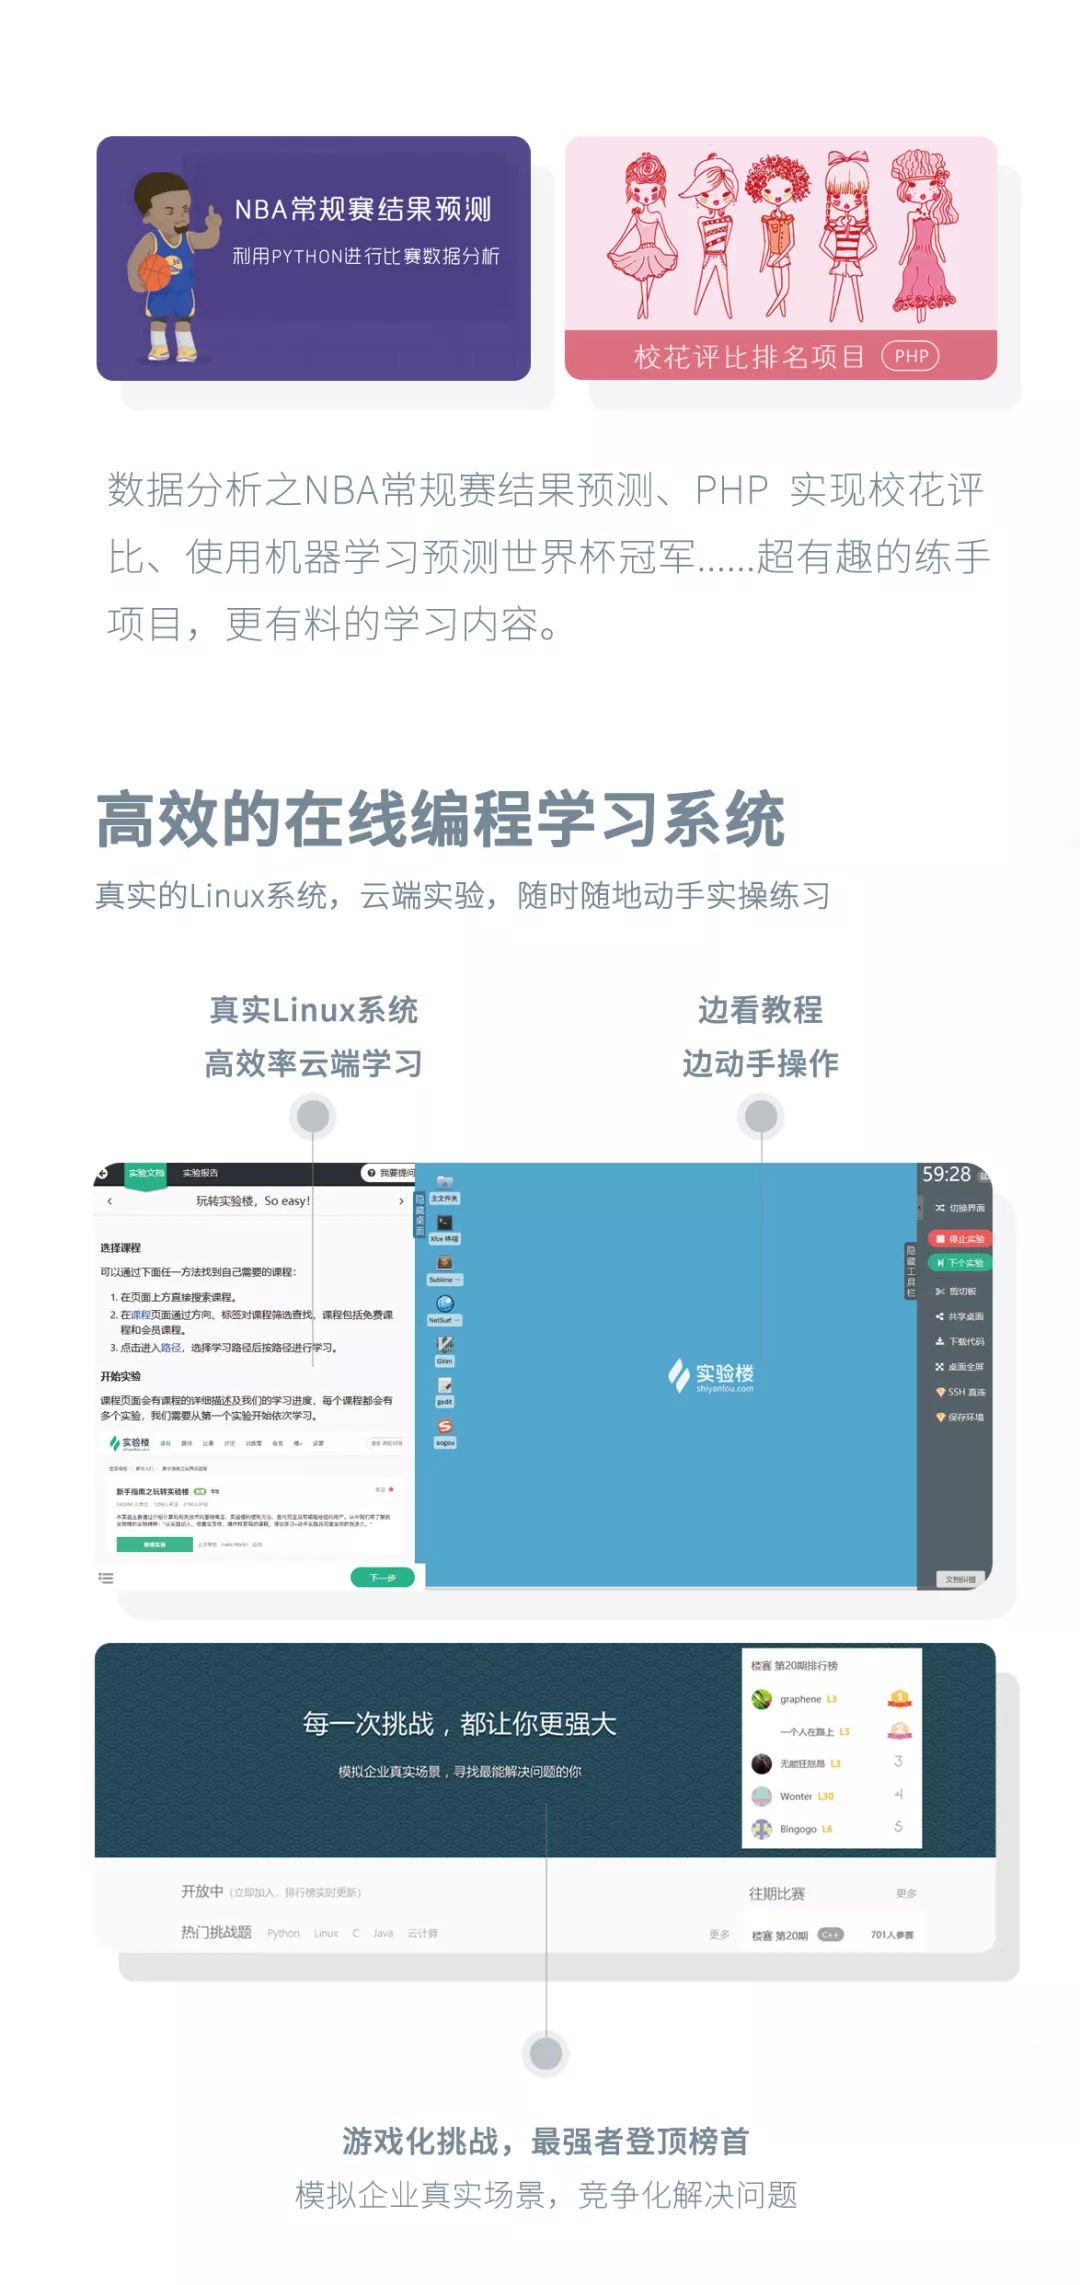 NBA常规赛结果预测
利用PYTHON进行比赛数据分析
校花评比排名项目 PHP
数据分析之NBA常规赛结果预测、PHP 实现校花评
比、使用机器学习预测世界杯冠军......超有趣的练手
项目，更有料的学习内容。
高效的在线编程学习系统
真实的Linux系统，云端实验，随时随地动手实操练习
真实Linux系统
高效率云端学习
边看教程
边动手操作
实验文档 实验报告 我要提问
玩转实验楼，So easy!
选择课程
可以通过下面任一方法找到自己需要的课程：
1. 在页面上方直接搜索课程。
2. 在课程页面通过方向、标签对课程筛选查找，课程包括免费课
程和会员课程。
3. 点击进入路径，选择学习路径后按路径进行学习。
开始实验
课程页面会有课程的详细描述及我们的学习进度，每个课程都会有
多个实验，我们需要从第一个实验开始依次学习。
实验楼
新手指南之玩转实验楼
下一步
隐藏桌面
主文件夹
Xfce 终端
Sublime ...
NetSurf ...
GVim
gedit
sogou
实验楼
shiyanlou.com
隐藏工具栏
59:28
切换界面
停止实验
下个实验
剪切板
共享桌面
下载代码
桌面全屏
SSH 直连
保存环境
文档纠错
每一次挑战，都让你更强大
模拟企业真实场景，寻找最能解决问题的你
楼赛 第20期排行榜
graphene L3 1
一个人在路上 L3 2
无能狂怒昂 L3 3
Wonter L30 4
Bingogo L6 5
开放中（立即加入，排行榜实时更新）
热门挑战题 Python Linux C Java 云计算 更多
往期比赛 更多
楼赛 第20期 C++ 701人参赛
游戏化挑战，最强者登顶榜首
模拟企业真实场景，竞争化解决问题